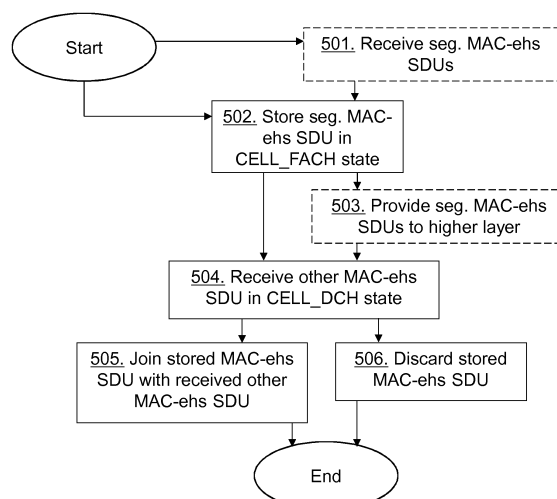 Start
501. Receive seg. MAC-ehs
SDUs
502. Store seg. MAC-
ehs SDU in
CELL_FACH state
503. Provide seg. MAC-ehs
SDUs to higher layer
504. Receive other MAC-ehs
SDU in CELL_DCH state
505. Join stored MAC-ehs
SDU with received other
MAC-ehs SDU
506. Discard stored
MAC-ehs SDU
End